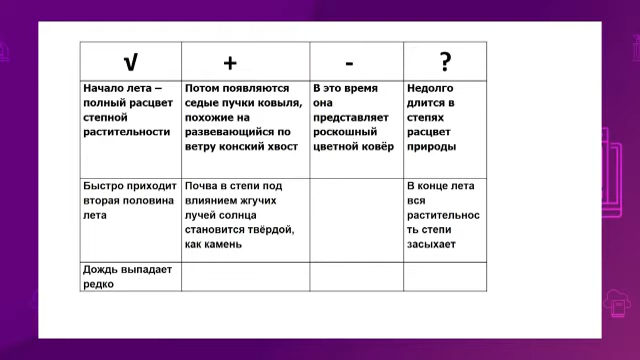 √ + - ?
Начало лета –
полный расцвет
степной
растительности
Потом появляются
седые пучки ковыля,
похожие на
развевающийся по
ветру конский хвост
В это время
она
представляет
роскошный
цветной ковёр
Недолго
длится в
степях
расцвет
природы
Быстро приходит
вторая половина
лета
Почва в степи под
влиянием жгучих
лучей солнца
становится твёрдой,
как камень
В конце лета
вся
растительнос
ть степи
засыхает
Дождь выпадает
редко